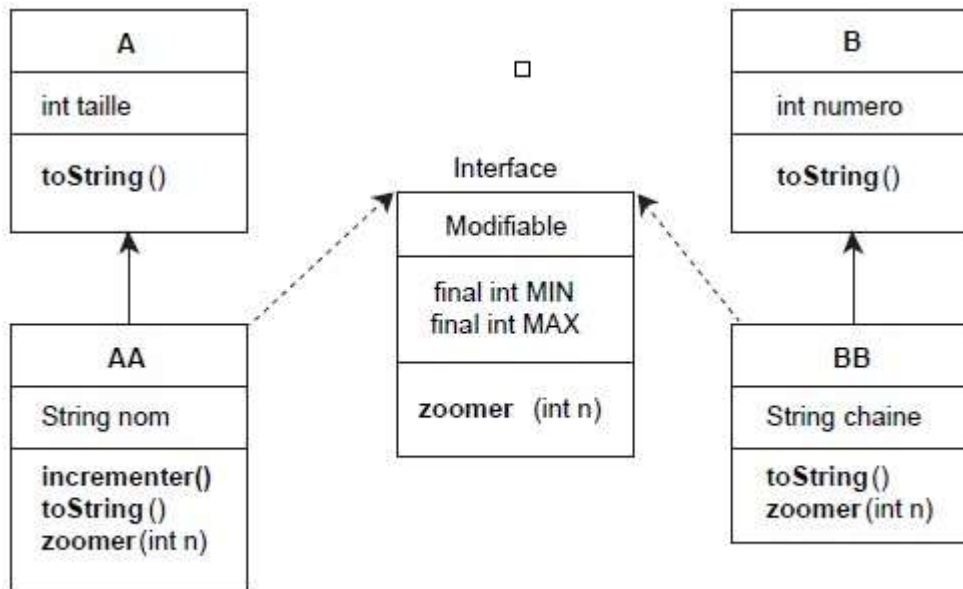 A
int taille
toString ()
B
int numero
toString ()
Interface
Modifiable
final int MIN
final int MAX
zoomer (int n)
AA
String nom
incrementer()
toString ()
zoomer (int n)
BB
String chaine
toString ()
zoomer (int n)